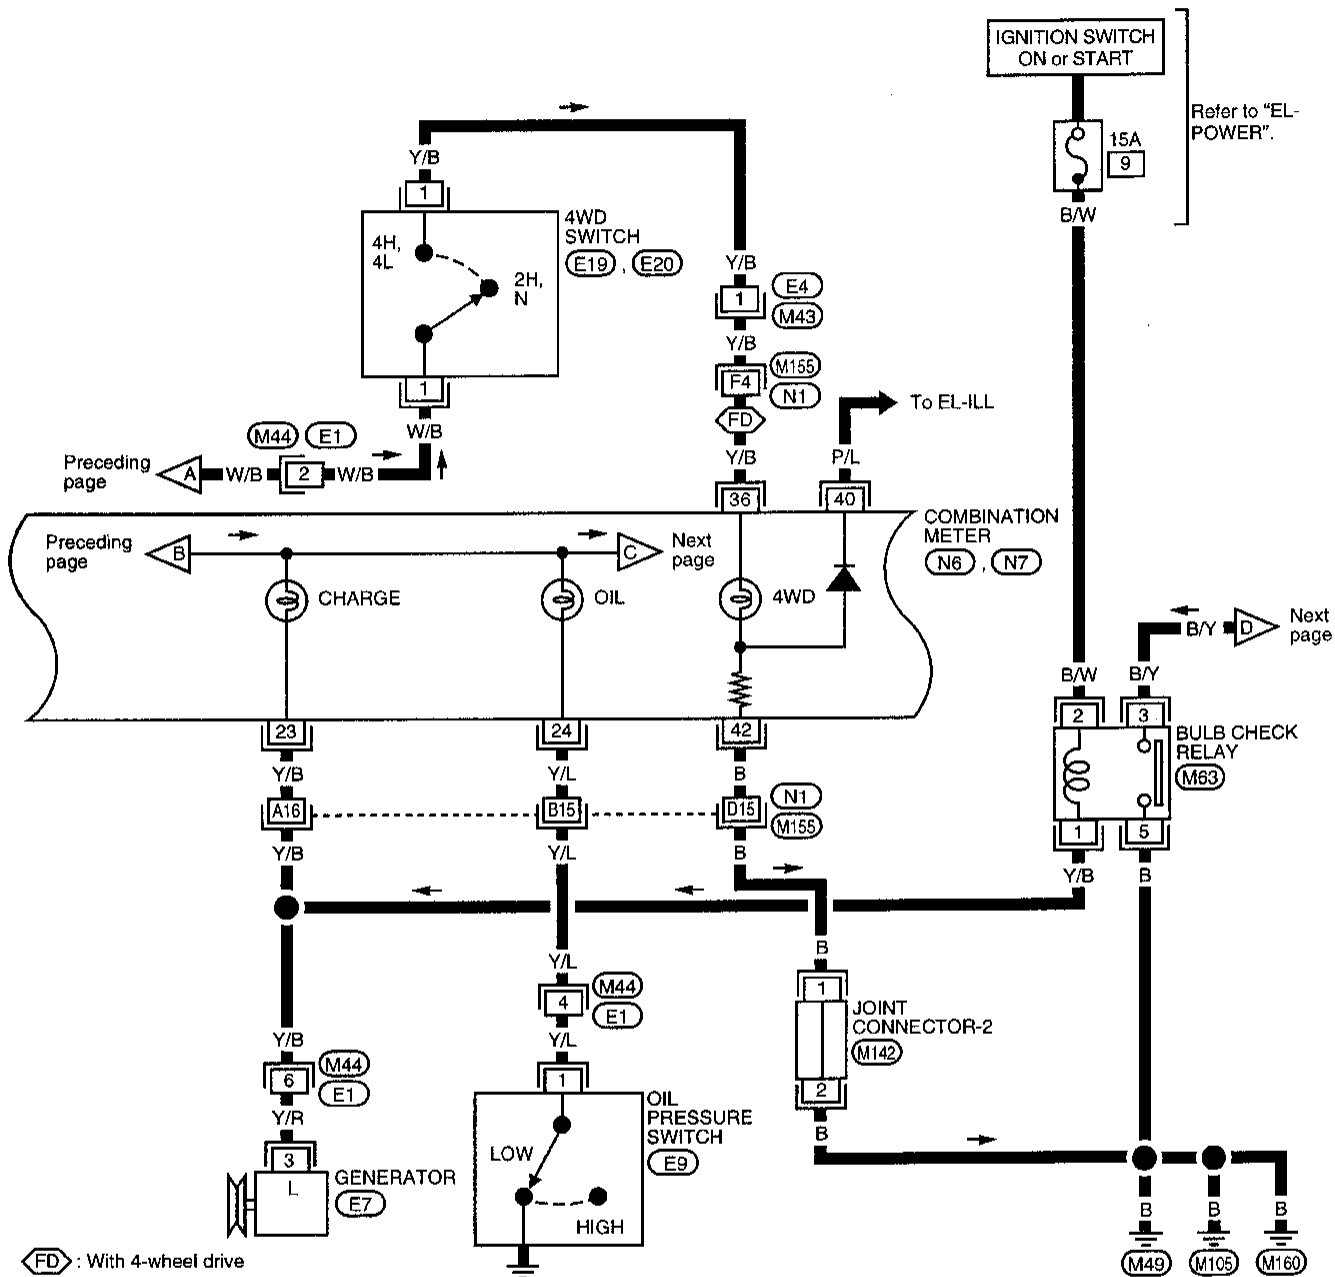 IGNITION SWITCH
ON or START
Refer to "EL-
POWER".
15A
9
B/W
Y/B
1
4WD
SWITCH
E19 , E20
4H,
4L
2H,
N
1
W/B
Y/B
1
E4
M43
Y/B
F4
M155
N1
FD
Y/B
36
To EL-ILL
P/L
40
M44 E1
Preceding
page
A
W/B
2
W/B
COMBINATION
METER
N6 , N7
Preceding
page
B
C
Next
page
CHARGE
OIL
4WD
Next
page
D
B/Y
B/W
B/Y
2
3
BULB CHECK
RELAY
M63
1
5
Y/B
B
23
24
42
Y/B
Y/L
B
A16
B15
D15
N1
M155
Y/B
Y/L
B
Y/L
4
M44
E1
Y/L
B
1
JOINT
CONNECTOR-2
M142
2
B
Y/B
6
M44
E1
Y/R
3
L
GENERATOR
E7
1
OIL
PRESSURE
SWITCH
E9
LOW
HIGH
B
B
B
M49
M105
M160
FD : With 4-wheel drive